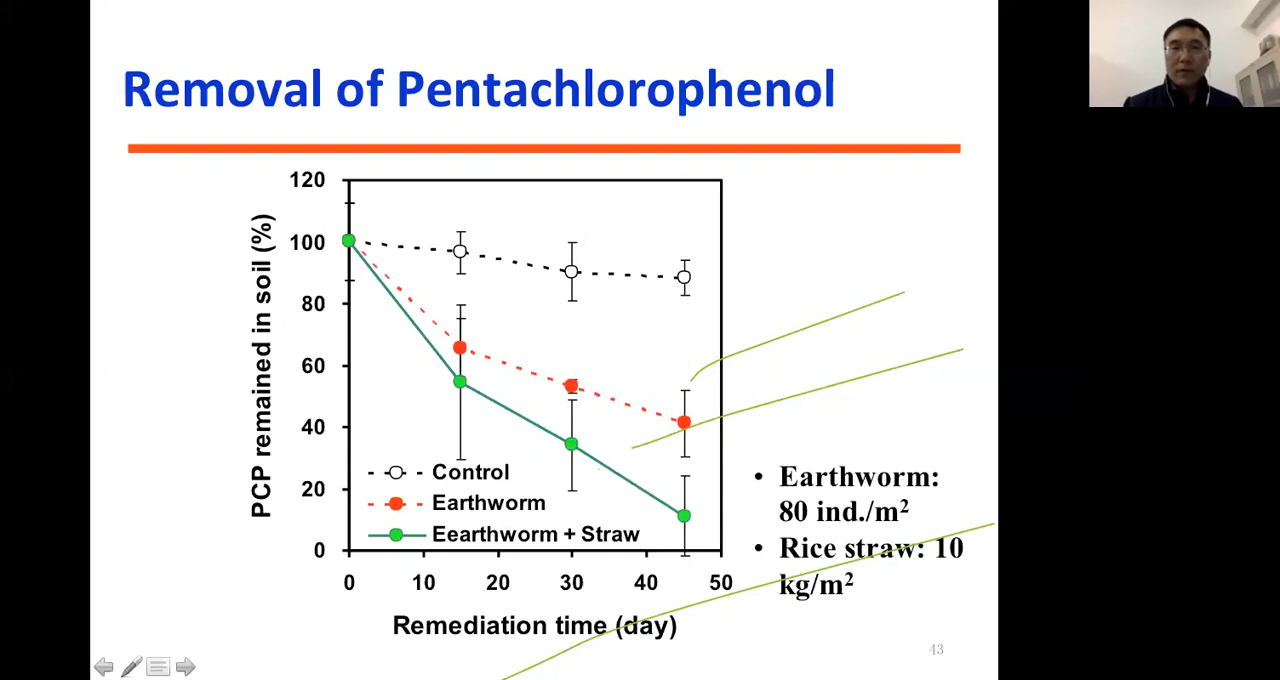 Removal of Pentachlorophenol
120
100
80
60
40
20
0
PCP remained in soil (%)
Control
Earthworm
Eearthworm + Straw
0 10 20 30 40 50
Remediation time (day)
• Earthworm:
80 ind./m²
• Rice straw: 10
kg/m²
43